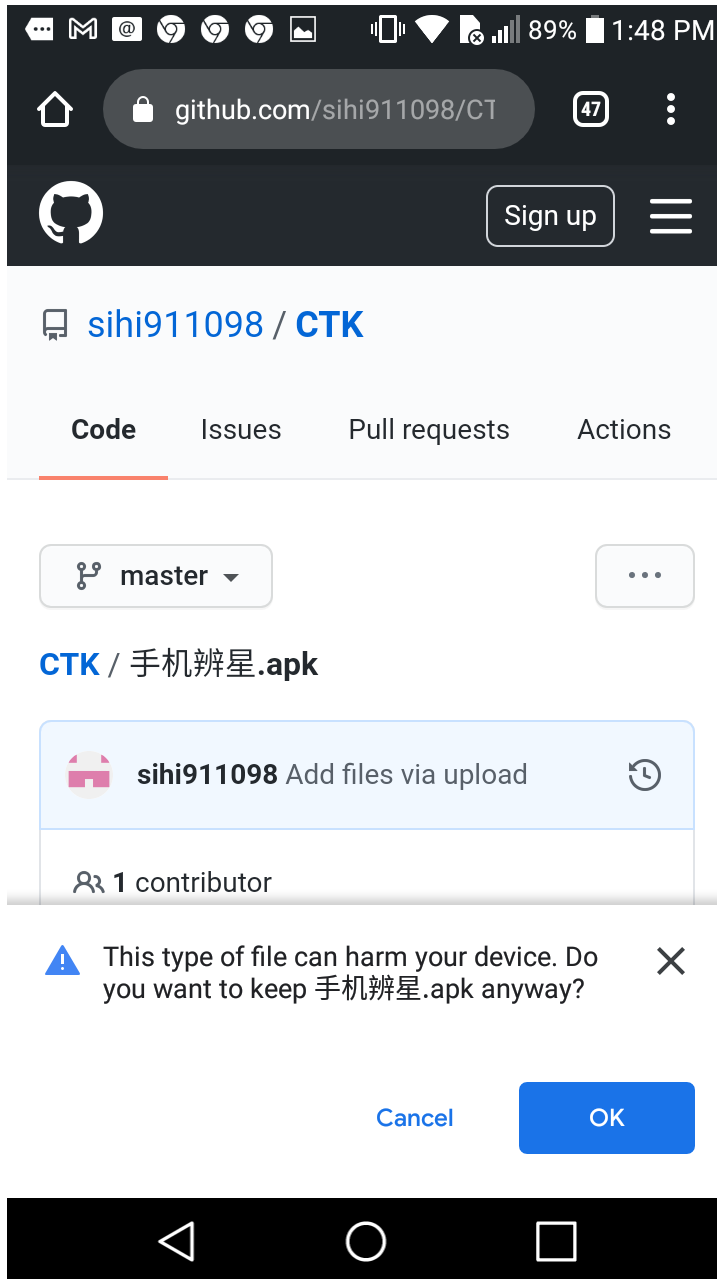 @ 89% 1:48 PM
github.com/sihi911098/CT
47
Sign up
sihi911098 / CTK
Code Issues Pull requests Actions
master
CTK / 手机辨星.apk
sihi911098 Add files via upload
1 contributor
This type of file can harm your device. Do
you want to keep 手机辨星.apk anyway?
Cancel OK